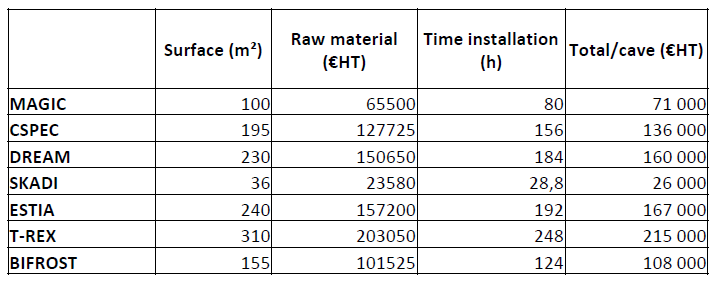 Surface (m²) Raw material (€HT) Time installation (h) Total/cave (€HT)
MAGIC 100 65500 80 71 000
CSPEC 195 127725 156 136 000
DREAM 230 150650 184 160 000
SKADI 36 23580 28,8 26 000
ESTIA 240 157200 192 167 000
T-REX 310 203050 248 215 000
BIFROST 155 101525 124 108 000